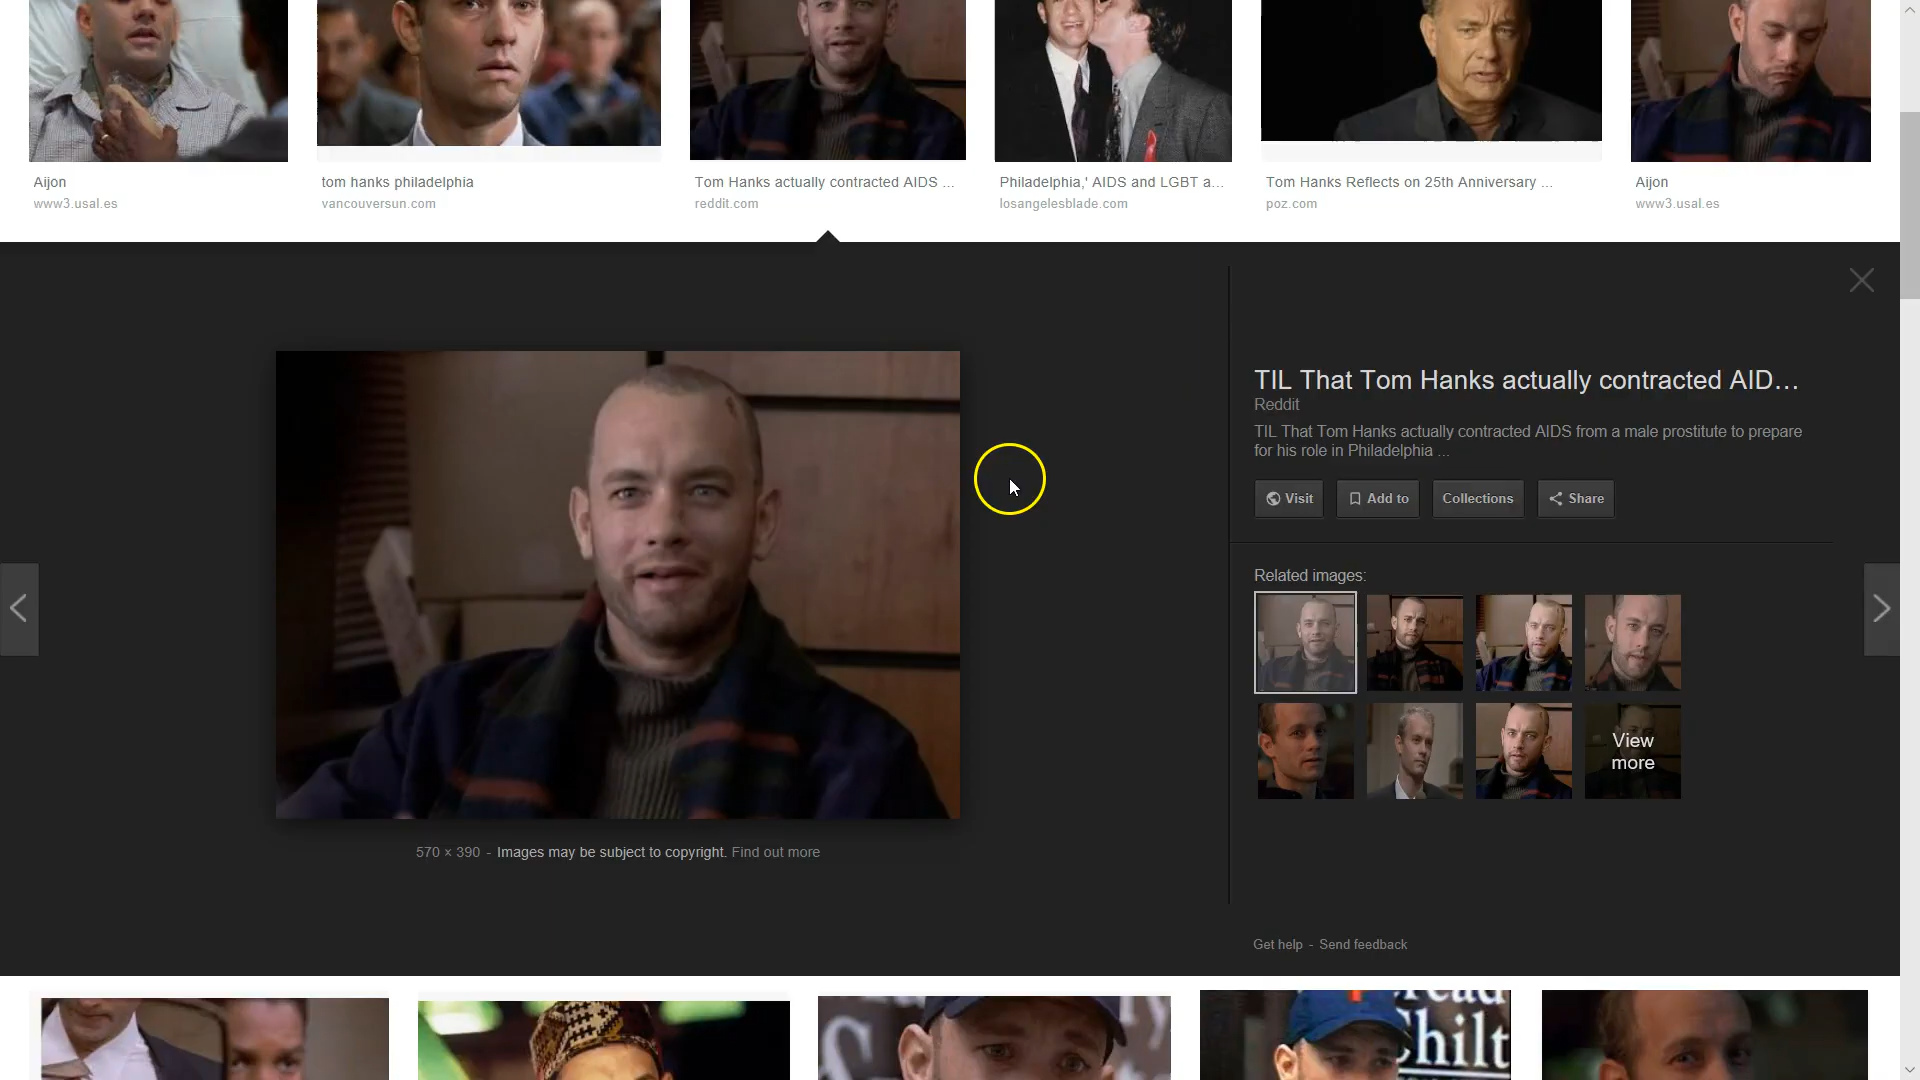 Aijon
www3.usal.es
tom hanks philadelphia
vancouversun.com
Tom Hanks actually contracted AIDS ...
reddit.com
Philadelphia,' AIDS and LGBT a...
losangelesblade.com
Tom Hanks Reflects on 25th Anniversary ...
poz.com
Aijon
www3.usal.es
TIL That Tom Hanks actually contracted AID...
Reddit
TIL That Tom Hanks actually contracted AIDS from a male prostitute to prepare
for his role in Philadelphia ...
Visit
Add to
Collections
Share
Related images:
View
more
570 × 390 - Images may be subject to copyright. Find out more
Get help - Send feedback
Chilt